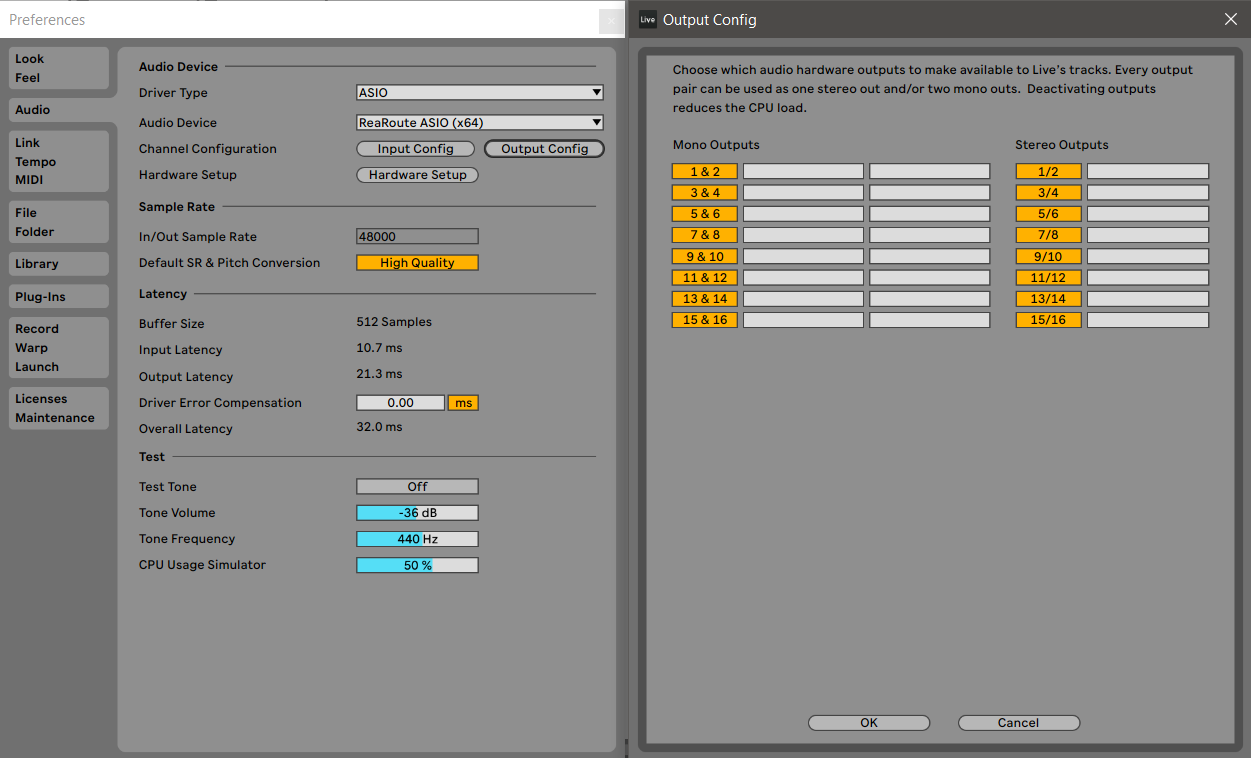 Preferences
Look
Feel
Audio
Link
Tempo
MIDI
File
Folder
Library
Plug-Ins
Record
Warp
Launch
Licenses
Maintenance
Audio Device
Driver Type ASIO
Audio Device ReaRoute ASIO (x64)
Channel Configuration Input Config Output Config
Hardware Setup Hardware Setup
Sample Rate
In/Out Sample Rate 48000
Default SR & Pitch Conversion High Quality
Latency
Buffer Size 512 Samples
Input Latency 10.7 ms
Output Latency 21.3 ms
Driver Error Compensation 0.00 ms
Overall Latency 32.0 ms
Test
Test Tone Off
Tone Volume -36 dB
Tone Frequency 440 Hz
CPU Usage Simulator 50 %
Live Output Config
Choose which audio hardware outputs to make available to Live's tracks. Every output
pair can be used as one stereo out and/or two mono outs. Deactivating outputs
reduces the CPU load.
Mono Outputs Stereo Outputs
1 & 2 1/2
3 & 4 3/4
5 & 6 5/6
7 & 8 7/8
9 & 10 9/10
11 & 12 11/12
13 & 14 13/14
15 & 16 15/16
OK Cancel